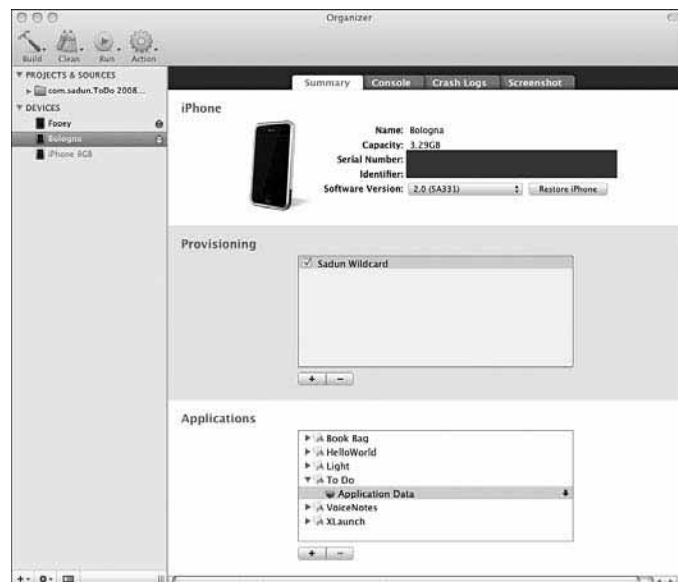 Organizer
Build Clean Run Action
Summary Console Crash Logs Screenshot
PROJECTS & SOURCES
com.sadun.ToDo 2008...
DEVICES
Fooey
Bologna
iPhone 8GB
iPhone
Name: Bologna
Capacity: 3.29GB
Serial Number:
Identifier:
Software Version: 2.0 (5A331) Restore iPhone
Provisioning
Sadun Wildcard
+ −
Applications
Book Bag
HelloWorld
Light
To Do
Application Data
VoiceNotes
XLaunch
+ −